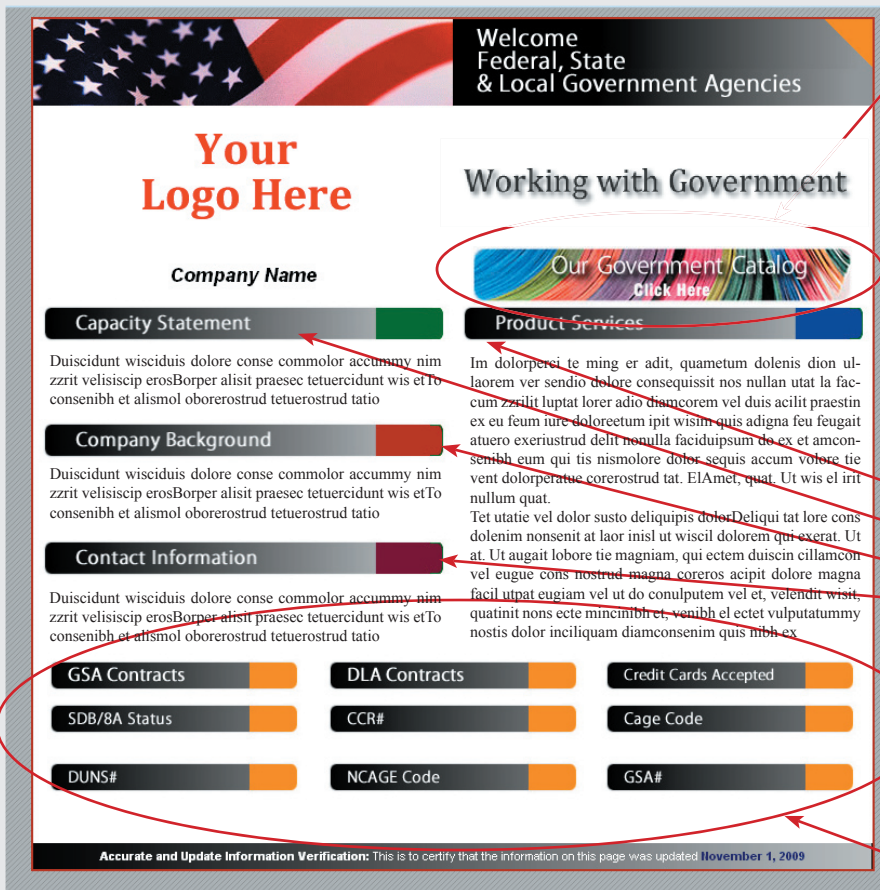 Welcome
Federal, State
& Local Government Agencies
Your
Logo Here
Working with Government
Company Name
Our Government Catalog
Click Here
Capacity Statement
Duiscidunt wisciduis dolore conse commolor accummy nim
zzrit velisiscip erosBorper alisit praesec tetuercidunt wis etTo
consenibh et alismol oborerostrud tetuerostrud tatio
Company Background
Duiscidunt wisciduis dolore conse commolor accummy nim
zzrit velisiscip erosBorper alisit praesec tetuercidunt wis etTo
consenibh et alismol oborerostrud tetuerostrud tatio
Contact Information
Duiscidunt wisciduis dolore conse commolor accummy nim
zzrit velisiscip erosBorper alisit praesec tetuercidunt wis etTo
consenibh et alismol oborerostrud tetuerostrud tatio
Product Services
Im dolorperci te ming er adit, quametum dolenis dion ul-
laorem ver sendio dolore consequissit nos nullan utat la fac-
cum zzrilit luptat lorer adio diamcorem vel duis acilit praestin
ex eu feum iure doloreetum ipit wisim quis adigna feu feugait
atuero exeriustrud delit nonulla faciduipsum do ex et amcon-
senibh eum qui tis nismolore dolor sequis accum volore tie
vent dolorperatue corerostrud tat. ElAmet, quat. Ut wis el irit
nullum quat.
Tet utatie vel dolor susto deliquipis dolorDeliqui tat lore cons
dolenim nonsenit at laor inisl ut wiscil dolorem qui exerat. Ut
at. Ut augait lobore tie magniam, qui ectem duiscin cillamcon
vel eugue cons nostrud magna coreros acipit dolore magna
facil utpat eugiam vel ut do conulputem vel et, velendit wisit,
quatinit nons ecte mincinibh et, venibh el ectet vulputatummy
nostis dolor inciliquam diamconsenim quis nibh ex
GSA Contracts
DLA Contracts
Credit Cards Accepted
SDB/8A Status
CCR#
Cage Code
DUNS#
NCAGE Code
GSA#
Accurate and Update Information Verification: This is to certify that the information on this page was updated November 1, 2009